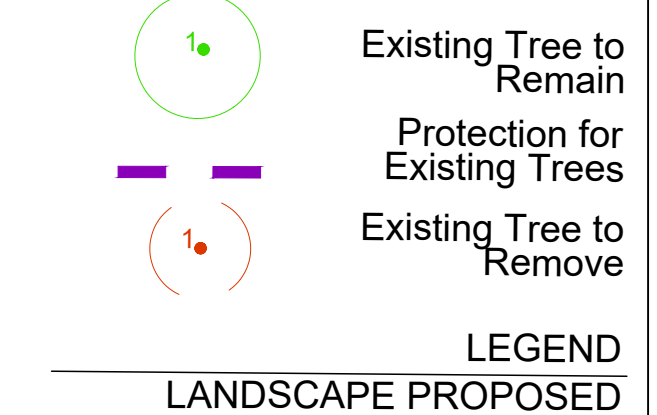 1
Existing Tree to
Remain
Protection for
Existing Trees
1
Existing Tree to
Remove
LEGEND
LANDSCAPE PROPOSED